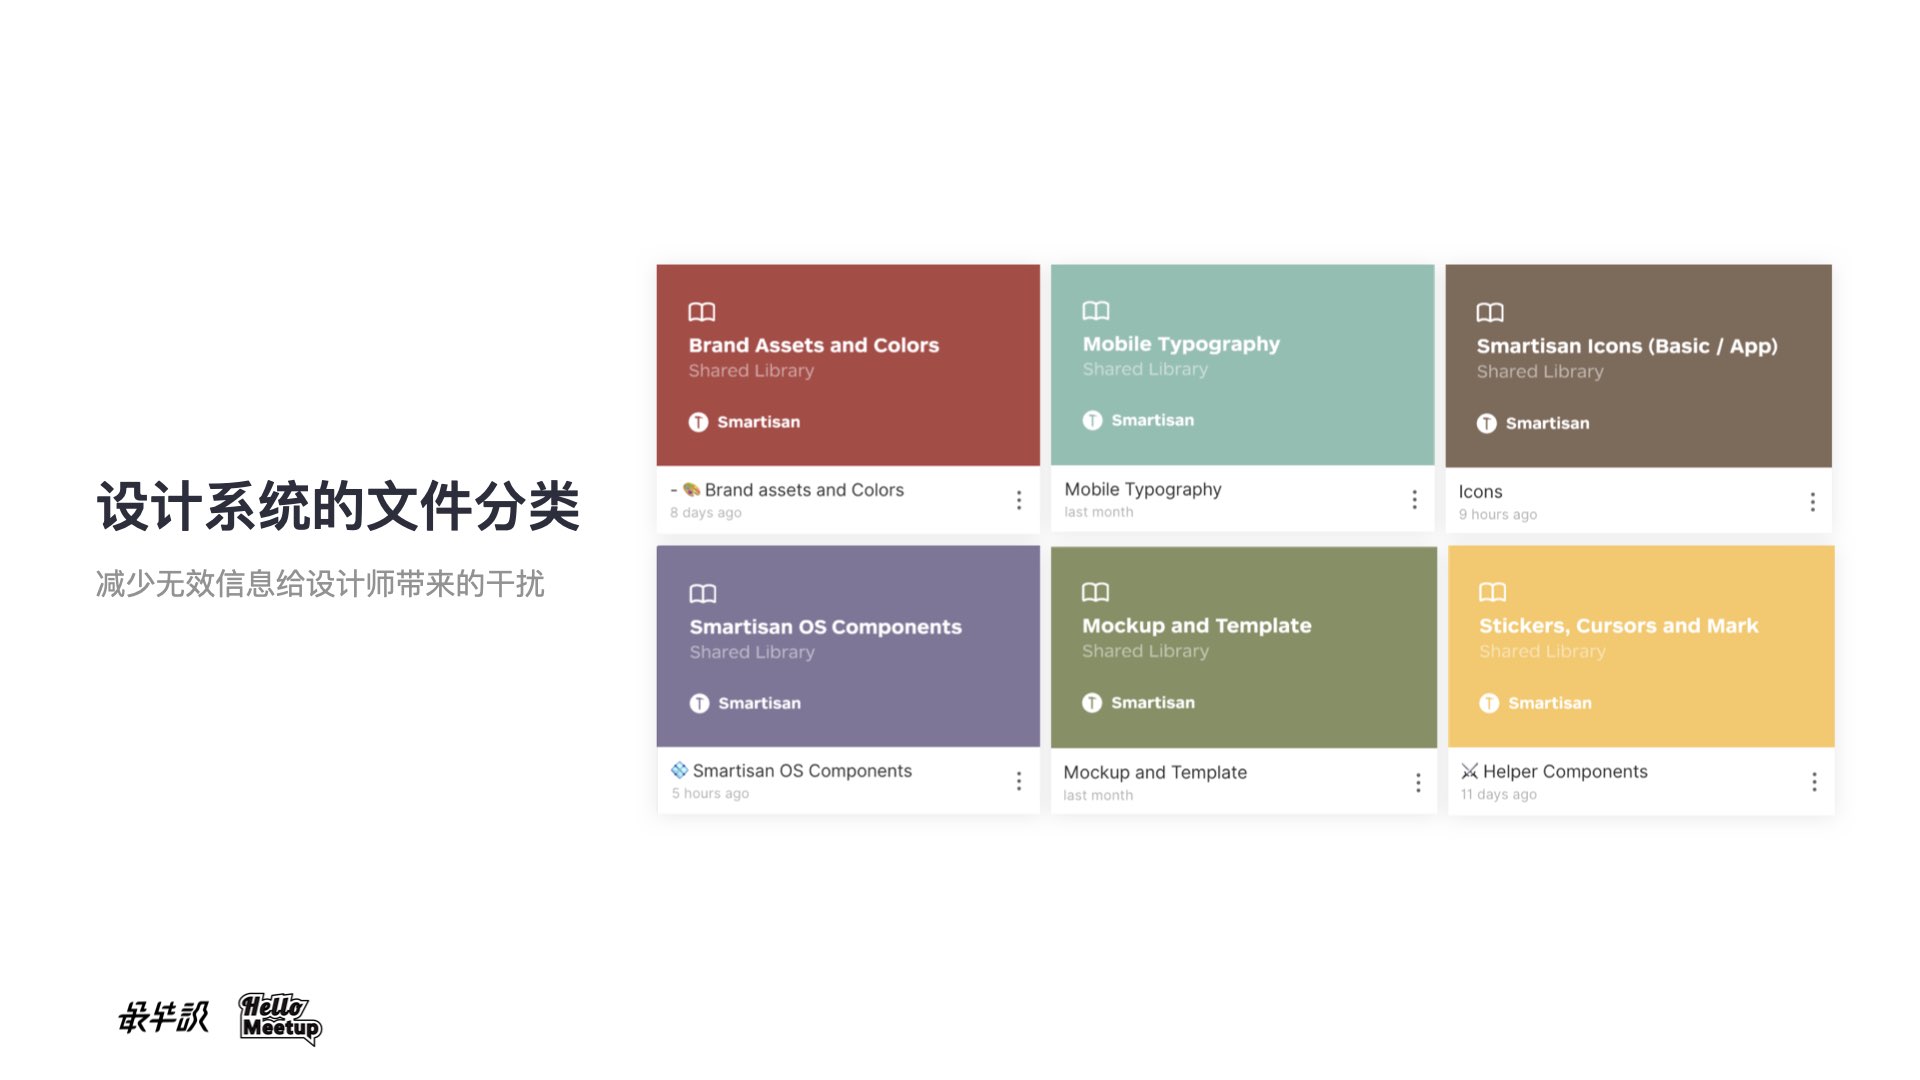 设计系统的文件分类
减少无效信息给设计师带来的干扰
Brand Assets and Colors
Shared Library
T Smartisan
- 🎨 Brand assets and Colors
8 days ago
Mobile Typography
Shared Library
T Smartisan
Mobile Typography
last month
Smartisan Icons (Basic / App)
Shared Library
T Smartisan
Icons
9 hours ago
Smartisan OS Components
Shared Library
T Smartisan
💠 Smartisan OS Components
5 hours ago
Mockup and Template
Shared Library
T Smartisan
Mockup and Template
last month
Stickers, Cursors and Mark
Shared Library
T Smartisan
⚔ Helper Components
11 days ago
Hello
Meetup